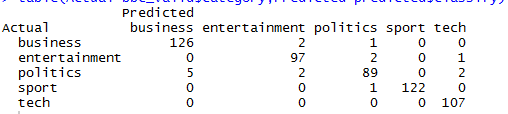 Predicted
Actual business entertainment politics sport tech
business 126 2 1 0 0
entertainment 0 97 2 0 1
politics 5 2 89 0 2
sport 0 0 1 122 0
tech 0 0 0 0 107